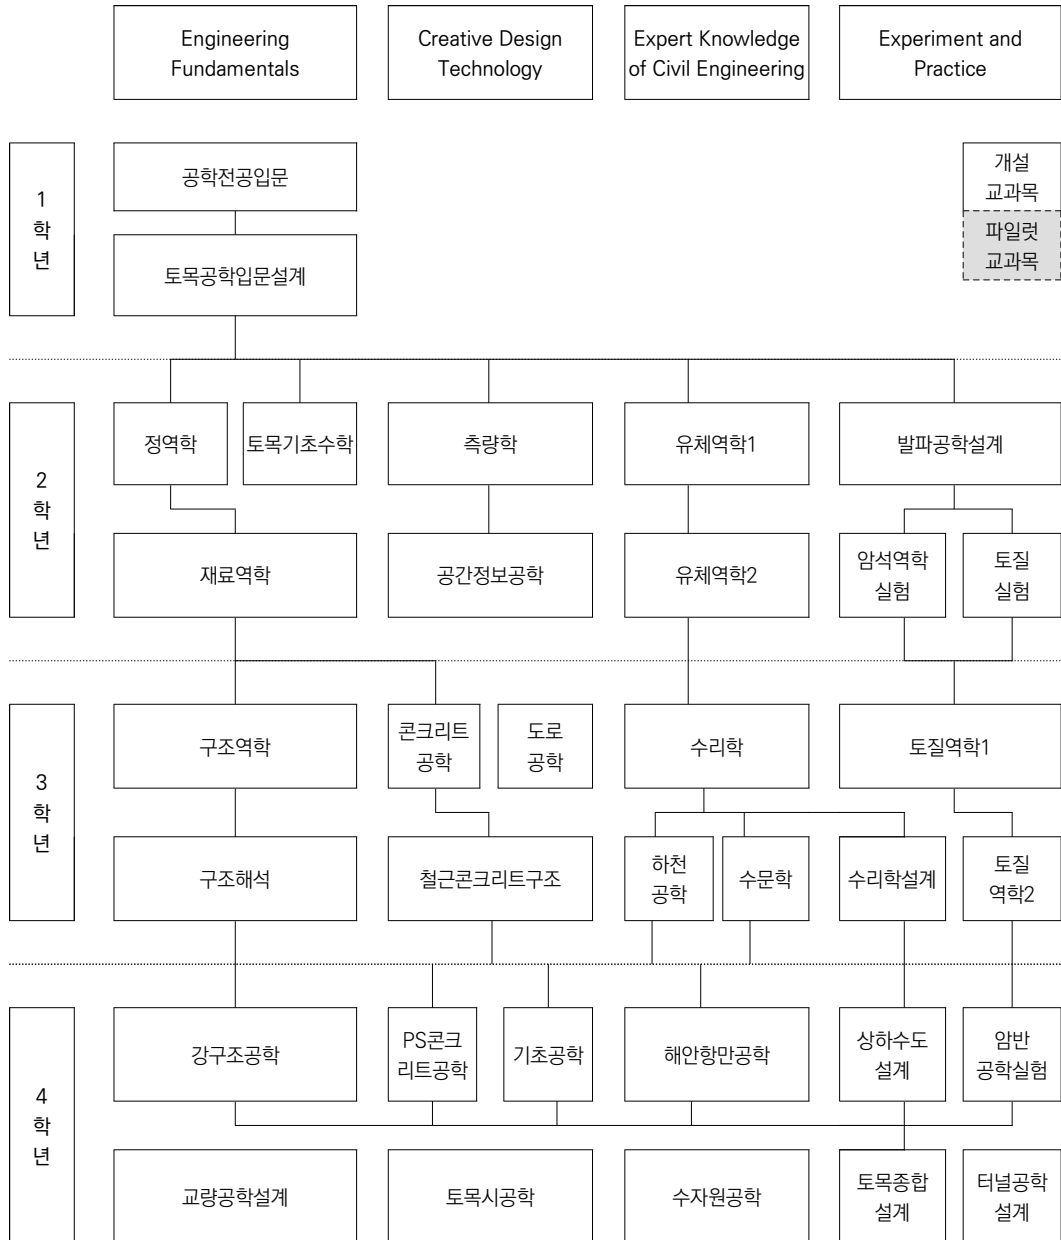 Engineering
Fundamentals
Creative Design
Technology
Expert Knowledge
of Civil Engineering
Experiment and
Practice
1
학
년
공학전공입문
개설
교과목
파일럿
교과목
토목공학입문설계
2
학
년
정역학
토목기초수학
측량학
유체역학1
발파공학설계
재료역학
공간정보공학
유체역학2
암석역학
실험
토질
실험
3
학
년
구조역학
콘크리트
공학
도로
공학
수리학
토질역학1
구조해석
철근콘크리트구조
하천
공학
수문학
수리학설계
토질
역학2
4
학
년
강구조공학
PS콘크
리트공학
기초공학
해안항만공학
상하수도
설계
암반
공학실험
교량공학설계
토목시공학
수자원공학
토목종합
설계
터널공학
설계